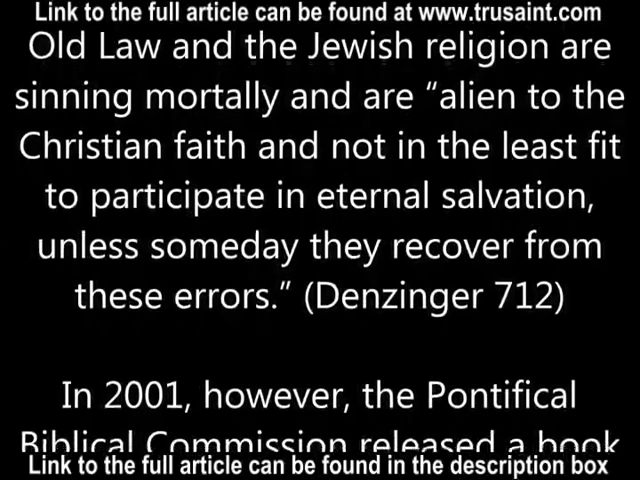 Link to the full article can be found at www.trusaint.com
Old Law and the Jewish religion are
sinning mortally and are “alien to the
Christian faith and not in the least fit
to participate in eternal salvation,
unless someday they recover from
these errors.” (Denzinger 712)
In 2001, however, the Pontifical
Biblical Commission released a book
Link to the full article can be found in the description box